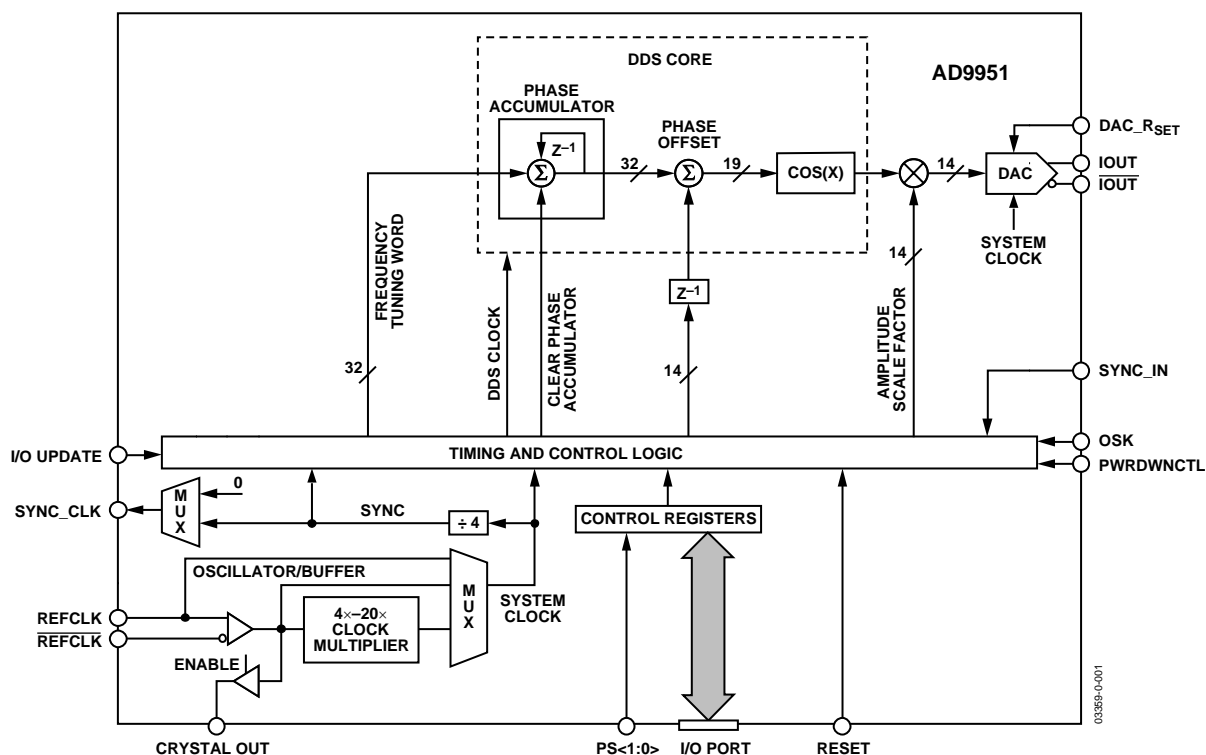 DDS CORE
AD9951
PHASE
ACCUMULATOR
PHASE
OFFSET
DAC_RSET
Z–1
IOUT
32
19
14
Σ
Σ
COS(X)
DAC
IOUT
SYSTEM
CLOCK
14
FREQUENCY
TUNING WORD
DDS CLOCK
CLEAR PHASE
ACCUMULATOR
Z–1
AMPLITUDE
SCALE FACTOR
32
14
SYNC_IN
OSK
I/O UPDATE
TIMING AND CONTROL LOGIC
PWRDWNCTL
0
SYNC_CLK
MUX
SYNC
÷ 4
CONTROL REGISTERS
OSCILLATOR/BUFFER
MUX
SYSTEM
CLOCK
REFCLK
REFCLK
4×–20×
CLOCK
MULTIPLIER
ENABLE
03359-0-001
CRYSTAL OUT
PS<1:0>
I/O PORT
RESET